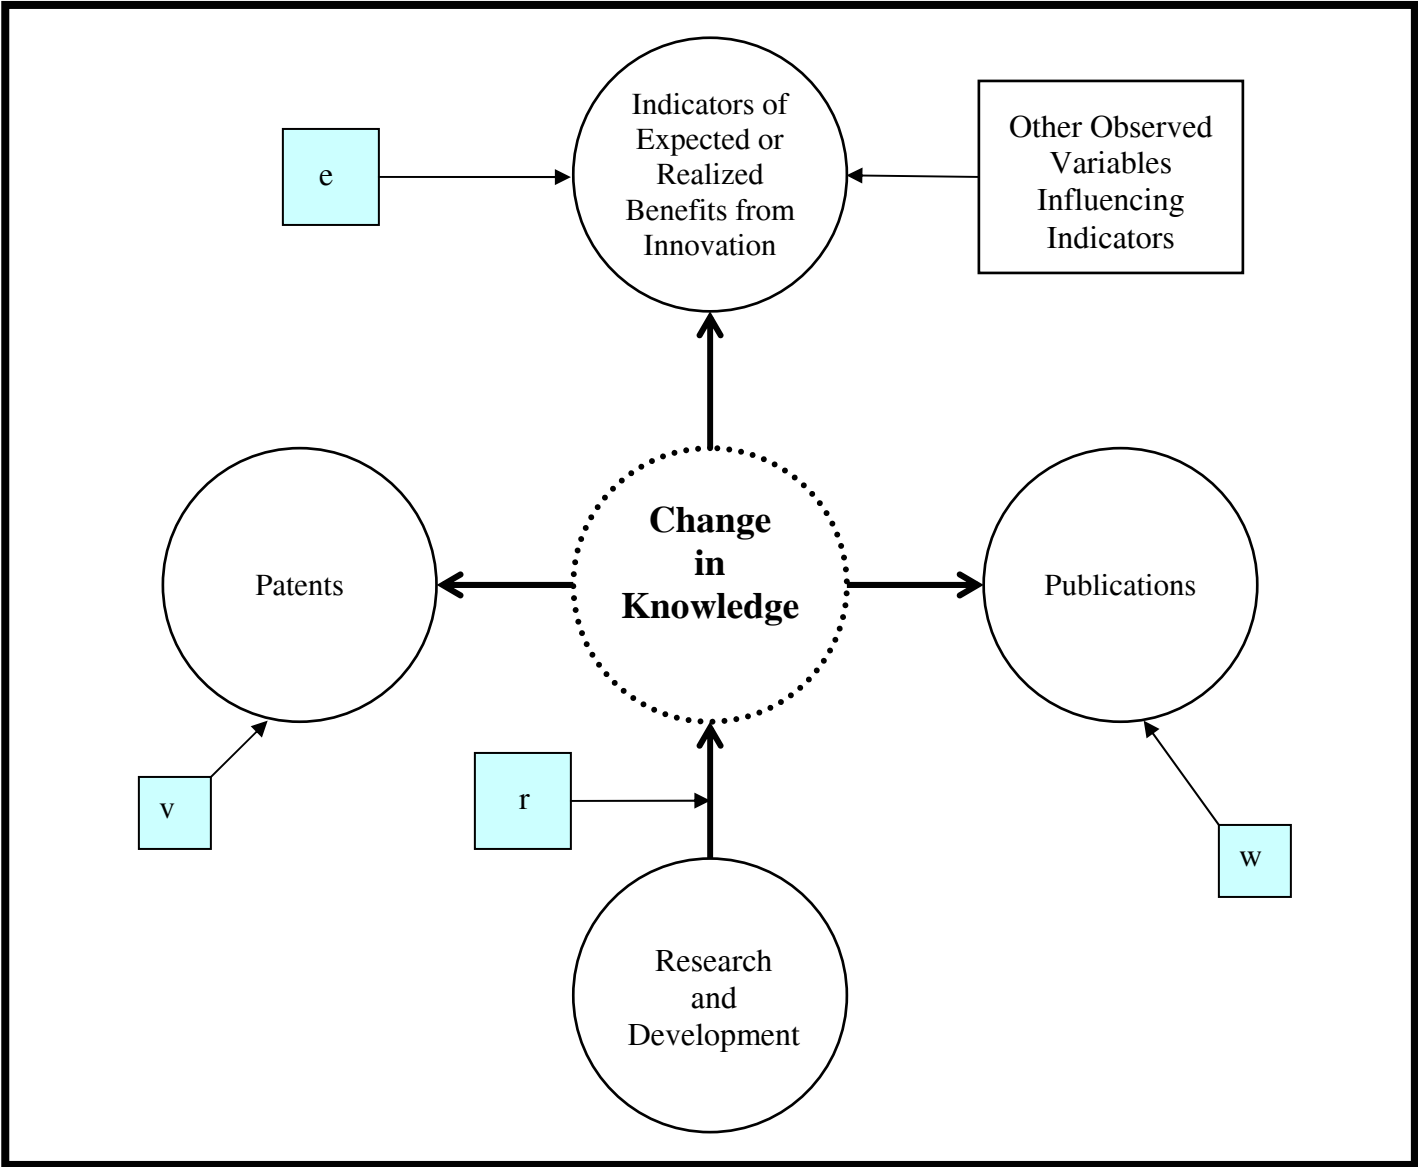 Indicators of
Expected or
Realized
Benefits from
Innovation
e
Other Observed
Variables
Influencing
Indicators
Change
in
Knowledge
Patents
Publications
v
r
w
Research
and
Development